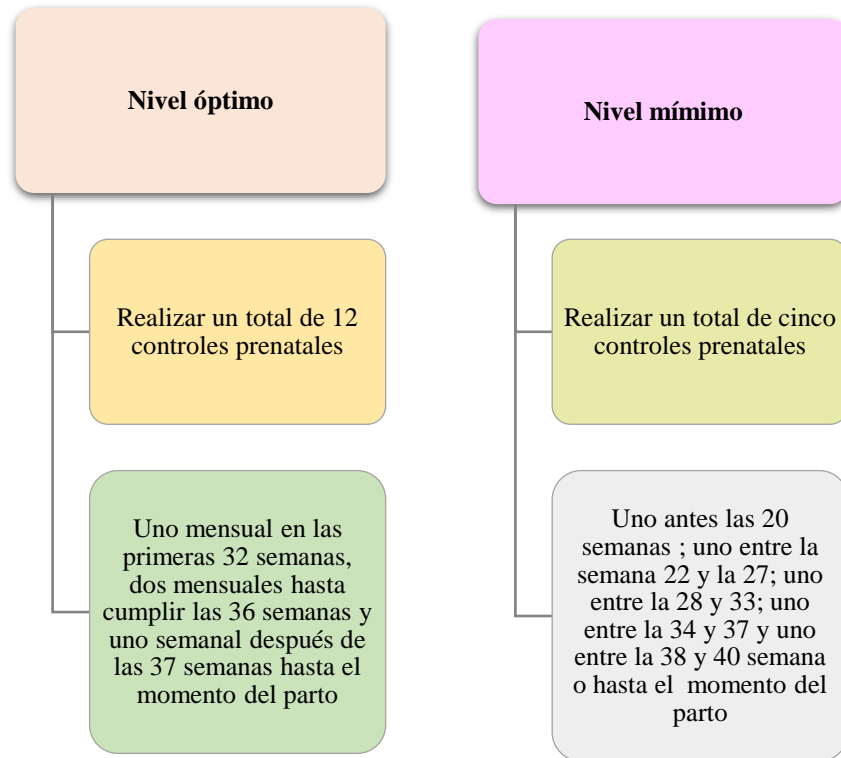 Nivel óptimo
Realizar un total de 12
controles prenatales
Uno mensual en las
primeras 32 semanas,
dos mensuales hasta
cumplir las 36 semanas y
uno semanal después de
las 37 semanas hasta el
momento del parto
Nivel mímimo
Realizar un total de cinco
controles prenatales
Uno antes las 20
semanas ; uno entre la
semana 22 y la 27; uno
entre la 28 y 33; uno
entre la 34 y 37 y uno
entre la 38 y 40 semana
o hasta el momento del
parto